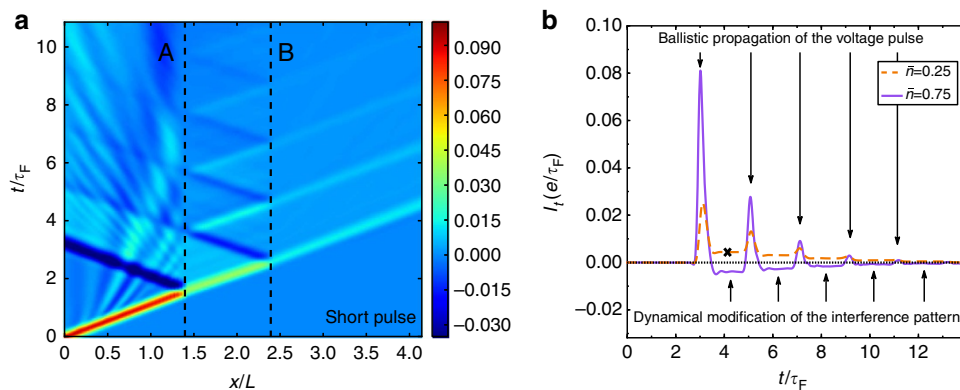 a
10
8
6
4
2
0
t/τF
A
B
Short pulse
0
0.5
1.0
1.5
2.0
2.5
3.0
3.5
4.0
x/L
0.090
0.075
0.060
0.045
0.030
0.015
0.000
−0.015
−0.030
b
0.10
0.08
0.06
0.04
0.02
0.00
−0.02
It(e/τF)
Ballistic propagation of the voltage pulse
n̄=0.25
n̄=0.75
Dynamical modification of the interference pattern
0
2
4
6
8
10
12
t/τF